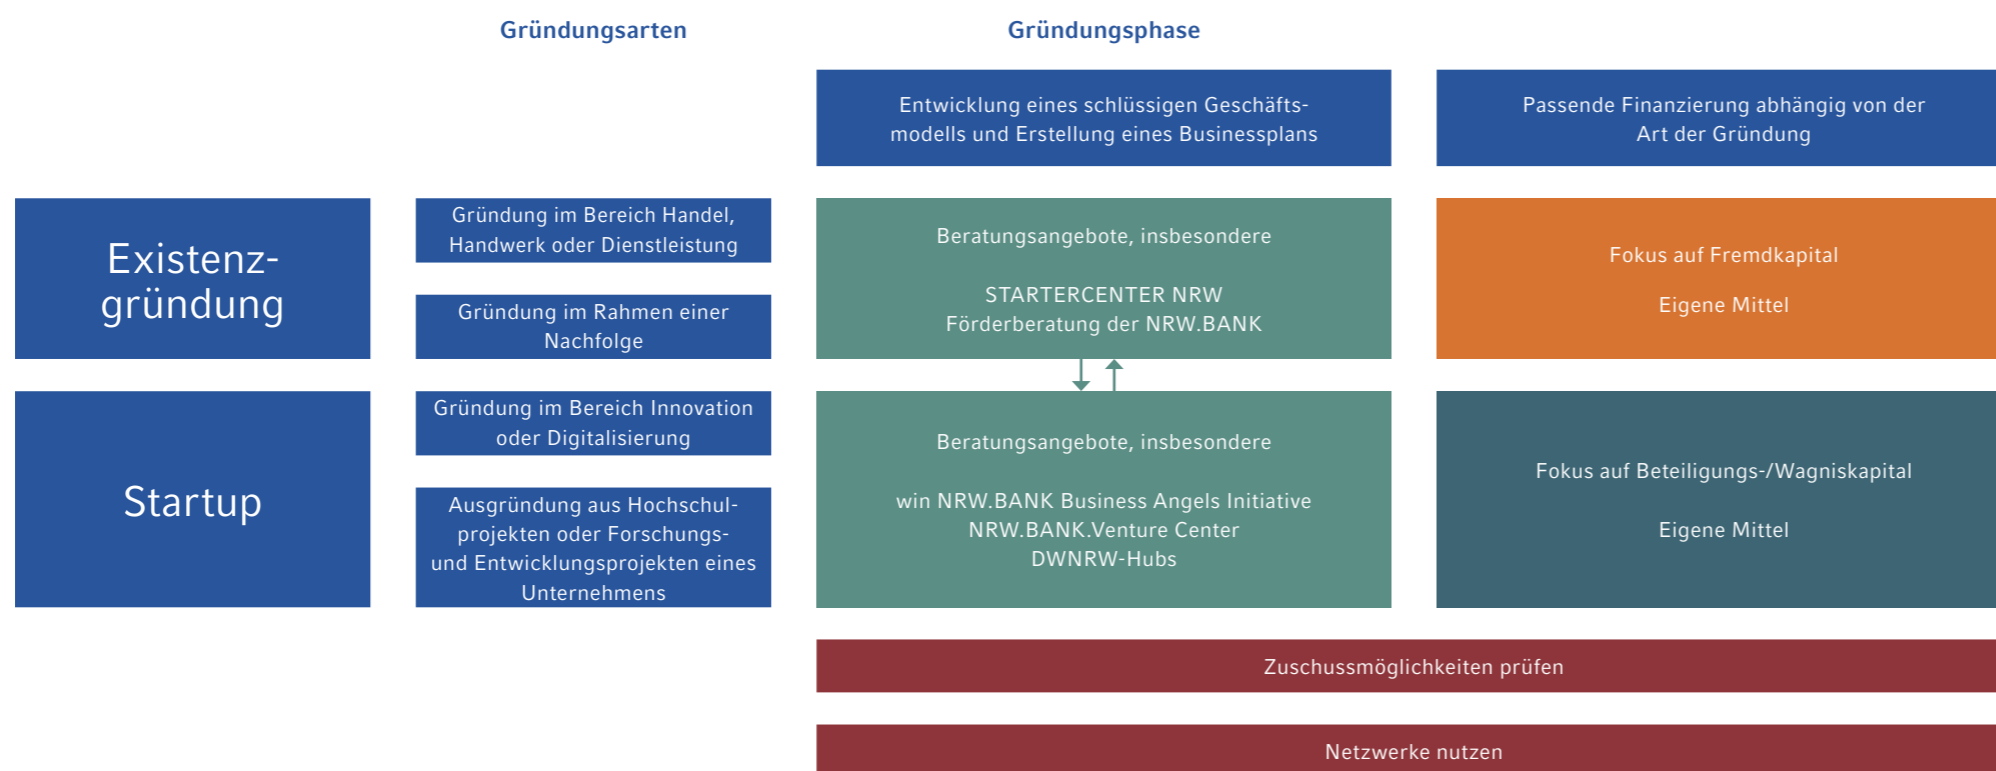 Gründungsarten
Gründungsphase
Entwicklung eines schlüssigen Geschäfts-
modells und Erstellung eines Businessplans
Passende Finanzierung abhängig von der
Art der Gründung
Existenz-
gründung
Gründung im Bereich Handel,
Handwerk oder Dienstleistung
Gründung im Rahmen einer
Nachfolge
Beratungsangebote, insbesondere
STARTERCENTER NRW
Förderberatung der NRW.BANK
Fokus auf Fremdkapital
Eigene Mittel
Startup
Gründung im Bereich Innovation
oder Digitalisierung
Ausgründung aus Hochschul-
projekten oder Forschungs-
und Entwicklungsprojekten eines
Unternehmens
Beratungsangebote, insbesondere
win NRW.BANK Business Angels Initiative
NRW.BANK.Venture Center
DWNRW-Hubs
Fokus auf Beteiligungs-/Wagniskapital
Eigene Mittel
Zuschussmöglichkeiten prüfen
Netzwerke nutzen